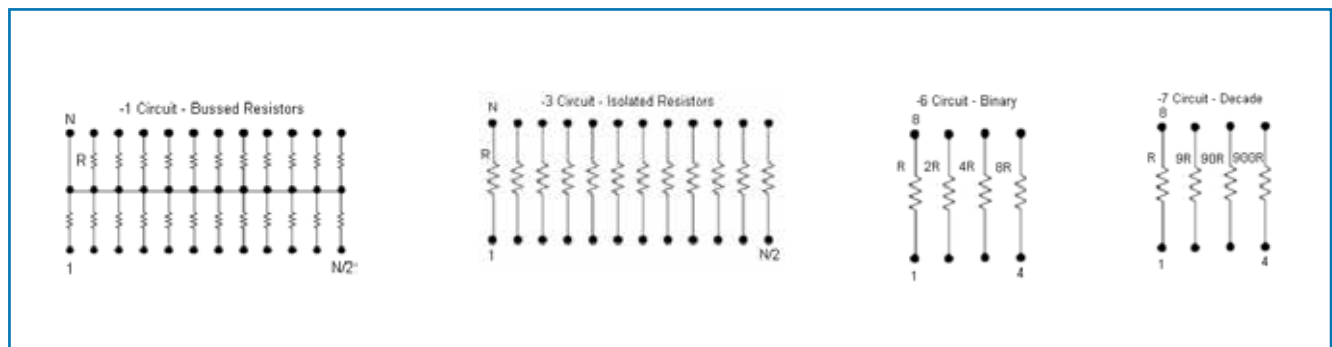 -1 Circuit - Bussed Resistors
N
R
1
N/2
-3 Circuit - Isolated Resistors
N
R
1
N/2
-6 Circuit - Binary
8
R 2R 4R 8R
1 4
-7 Circuit - Decade
8
R 9R 90R 900R
1 4